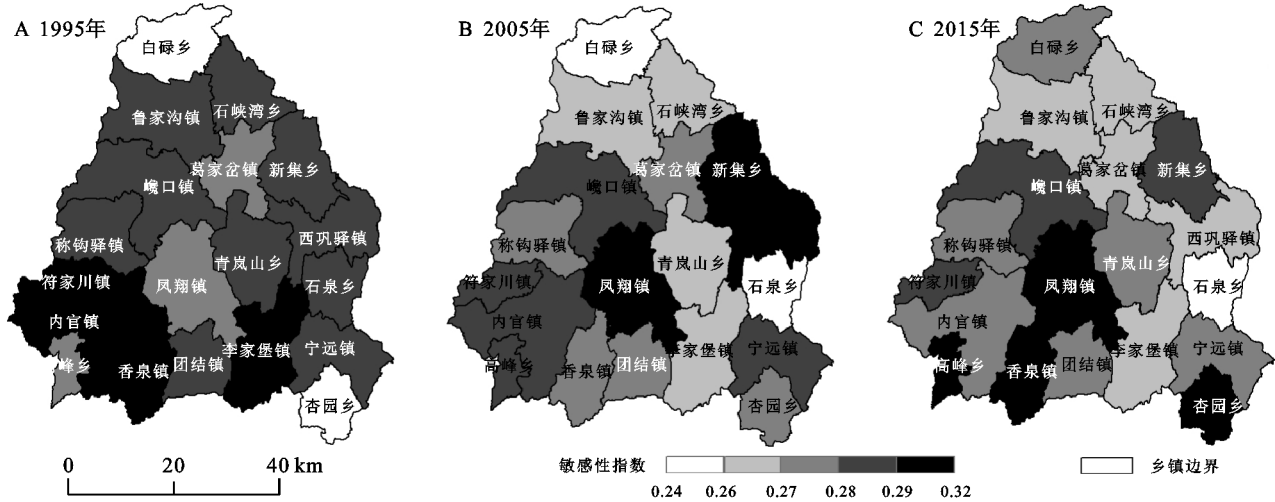 A 1995年
白碌乡
石峡湾乡
鲁家沟镇
葛家岔镇
新集乡
巉口镇
西巩驿镇
称钩驿镇
青岚山乡
符家川镇
凤翔镇
石泉乡
内官镇
李家堡镇
宁远镇
峰乡
香泉镇
团结镇
杏园乡
B 2005年
白碌乡
石峡湾乡
鲁家沟镇
葛家岔镇
新集乡
巉口镇
称钩驿镇
青岚山乡
符家川镇
凤翔镇
石泉乡
内官镇
李家堡镇
宁远镇
高峰乡
香泉镇
团结镇
杏园乡
C 2015年
白碌乡
石峡湾乡
鲁家沟镇
葛家岔镇
新集乡
巉口镇
西巩驿镇
称钩驿镇
青岚山乡
符家川镇
凤翔镇
石泉乡
内官镇
李家堡镇
宁远镇
高峰乡
香泉镇
团结镇
杏园乡
0 20 40 km
敏感性指数
0.24 0.26 0.27 0.28 0.29 0.32
乡镇边界